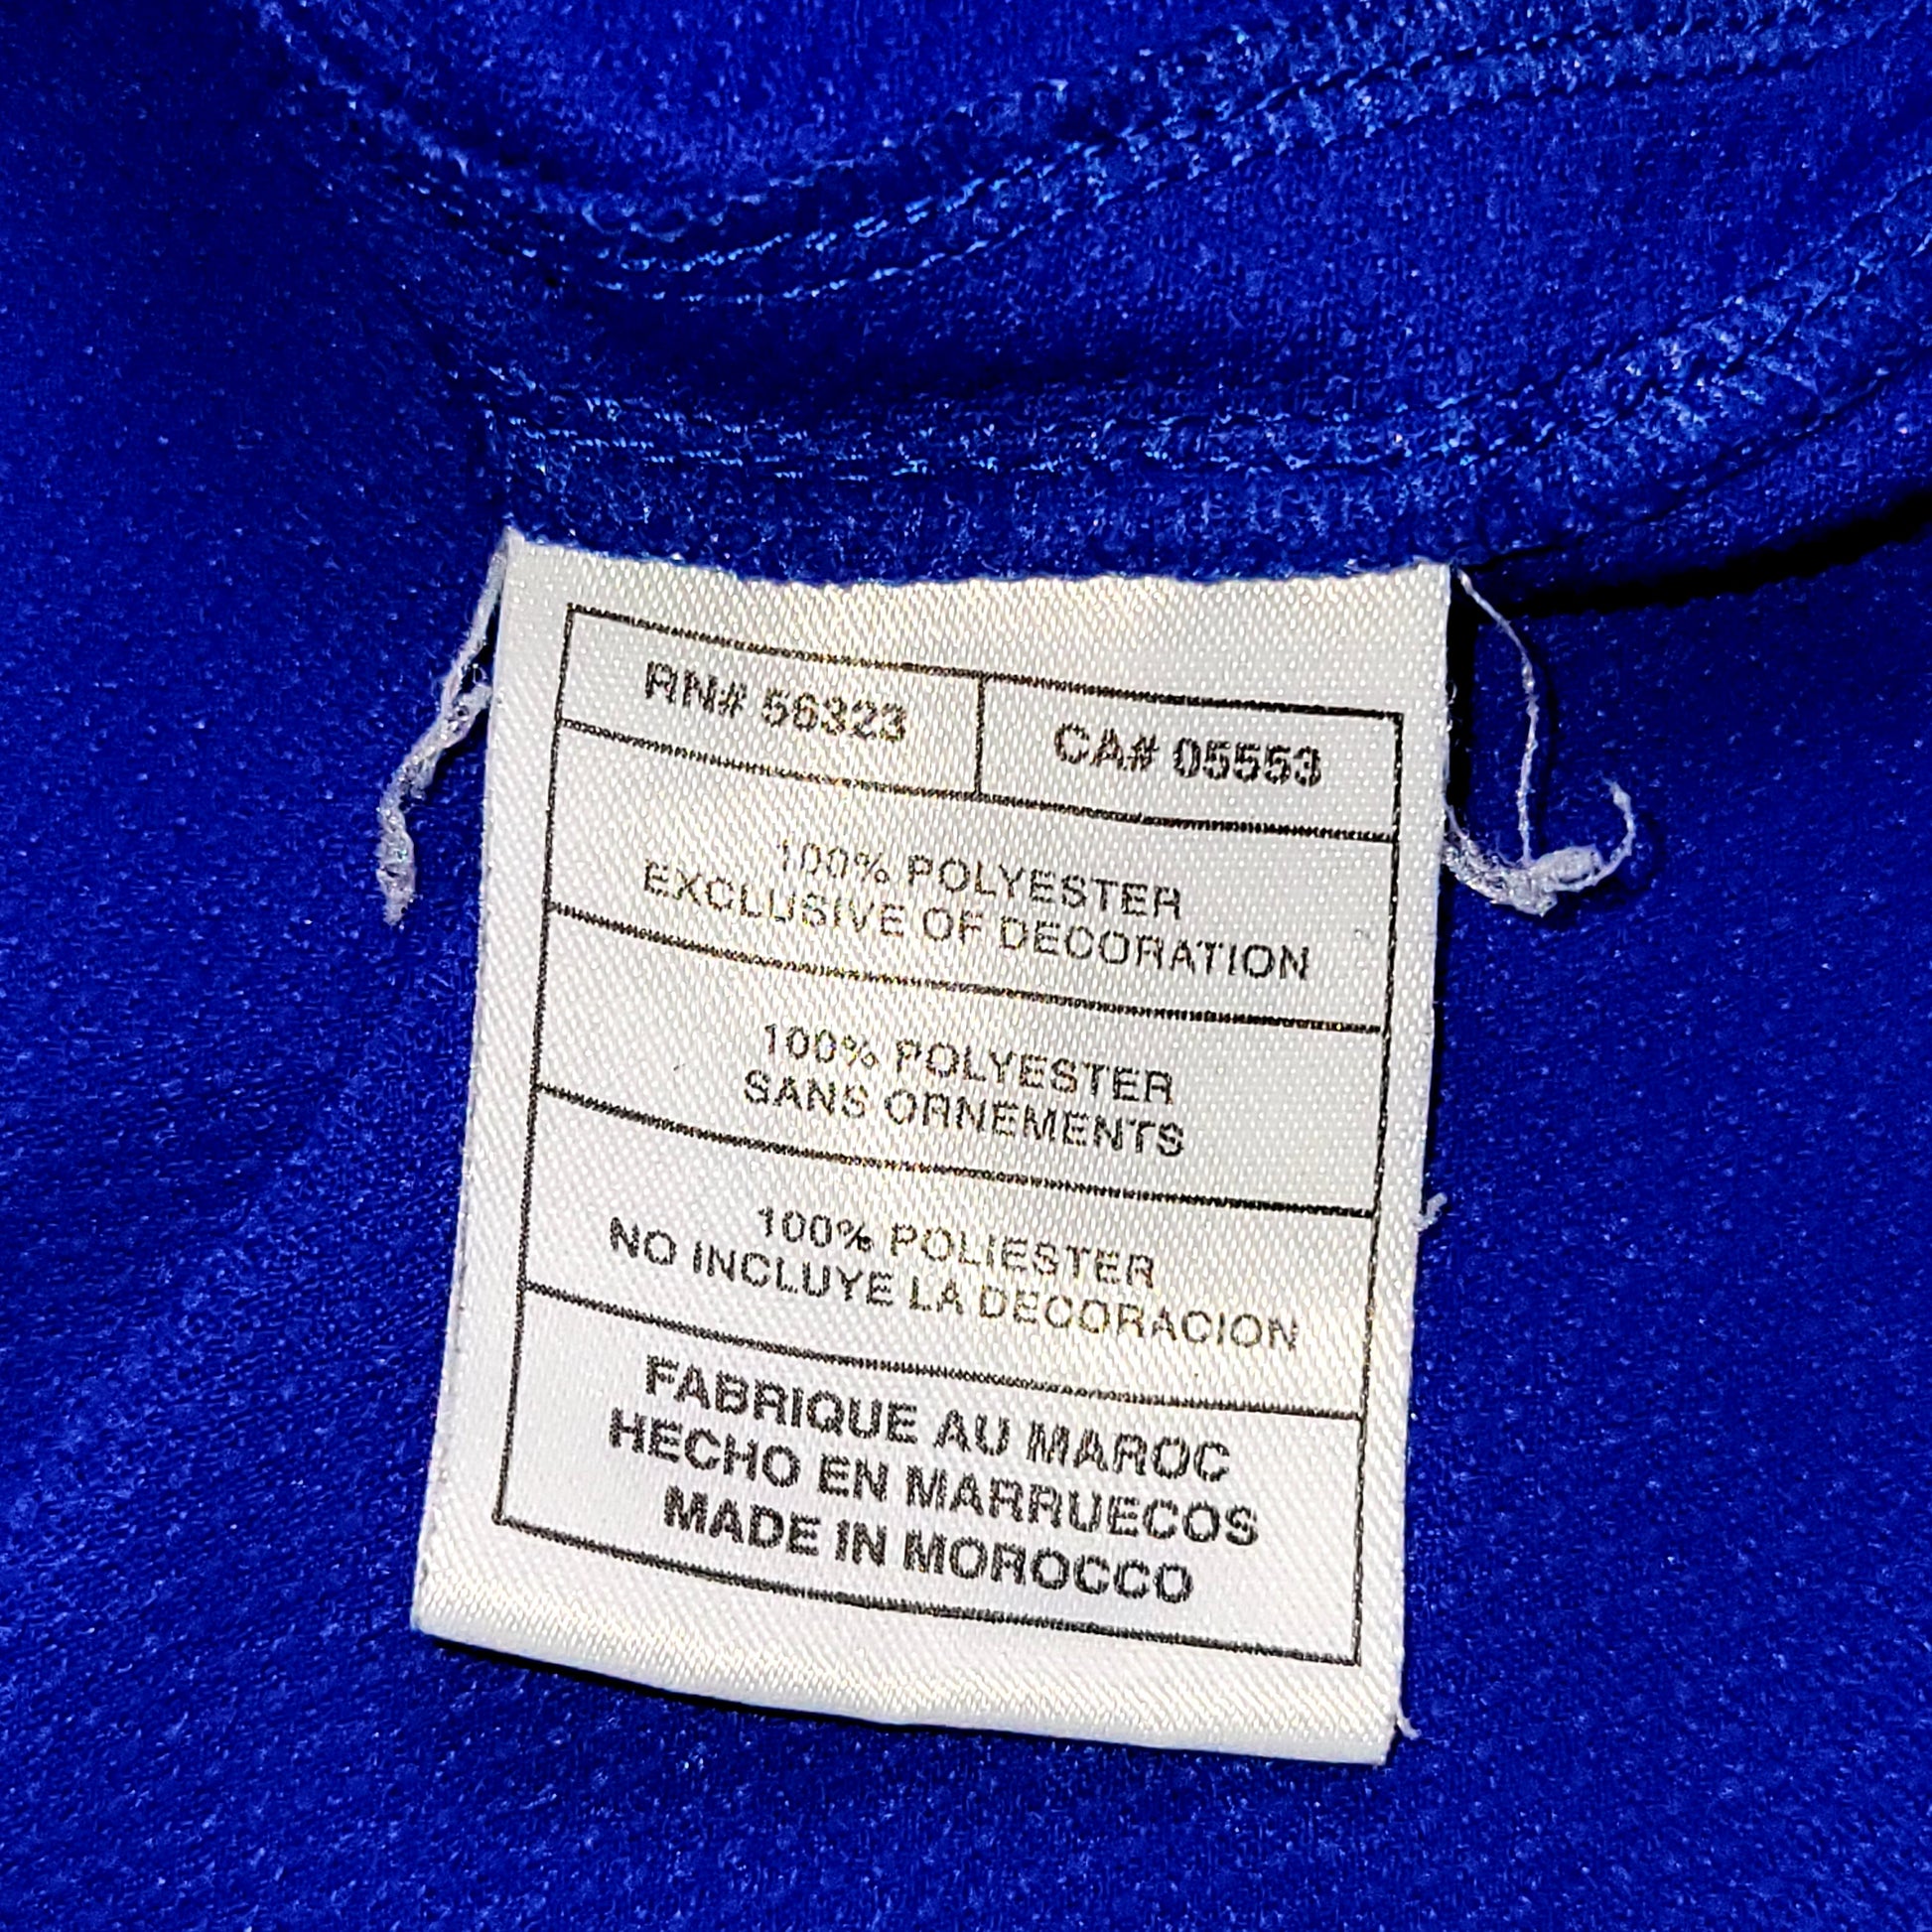 RN# 56323 CA# 05553
100% POLYESTER
EXCLUSIVE OF DECORATION
100% POLYESTER
SANS ORNEMENTS
100% POLIESTER
NO INCLUYE LA DECORACION
FABRIQUE AU MAROC
HECHO EN MARRUECOS
MADE IN MOROCCO